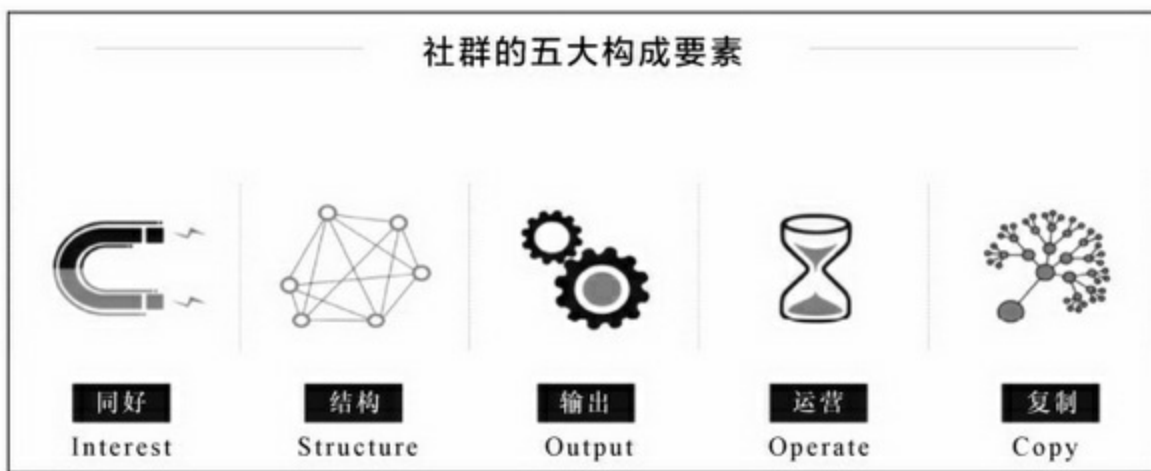 社群的五大构成要素
同好 结构 输出 运营 复制
Interest Structure Output Operate Copy